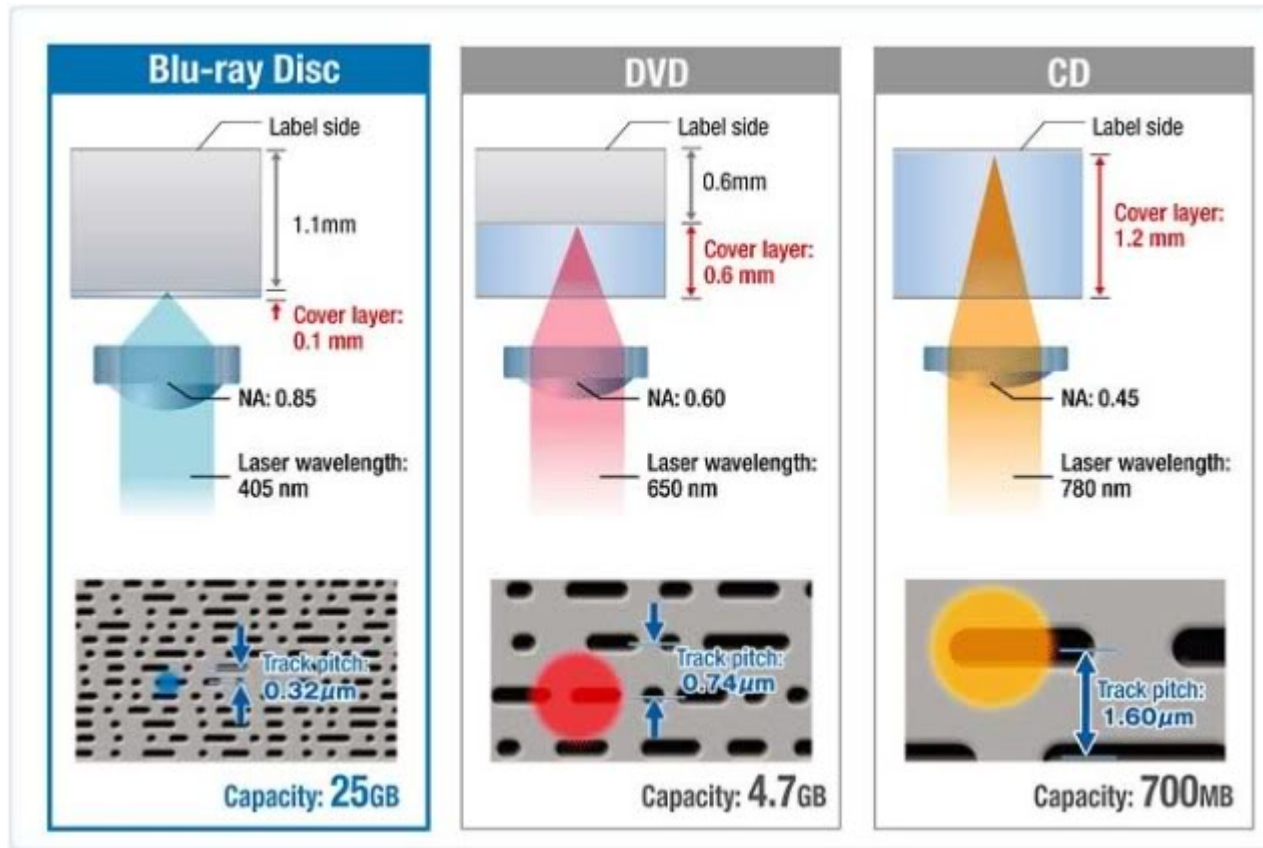 Blu-ray Disc
Label side
1.1mm
Cover layer:
0.1 mm
NA: 0.85
Laser wavelength:
405 nm
Track pitch:
0.32μm
Capacity: 25GB
DVD
Label side
0.6mm
Cover layer:
0.6 mm
NA: 0.60
Laser wavelength:
650 nm
Track pitch:
0.74μm
Capacity: 4.7GB
CD
Label side
Cover layer:
1.2 mm
NA: 0.45
Laser wavelength:
780 nm
Track pitch:
1.60μm
Capacity: 700MB